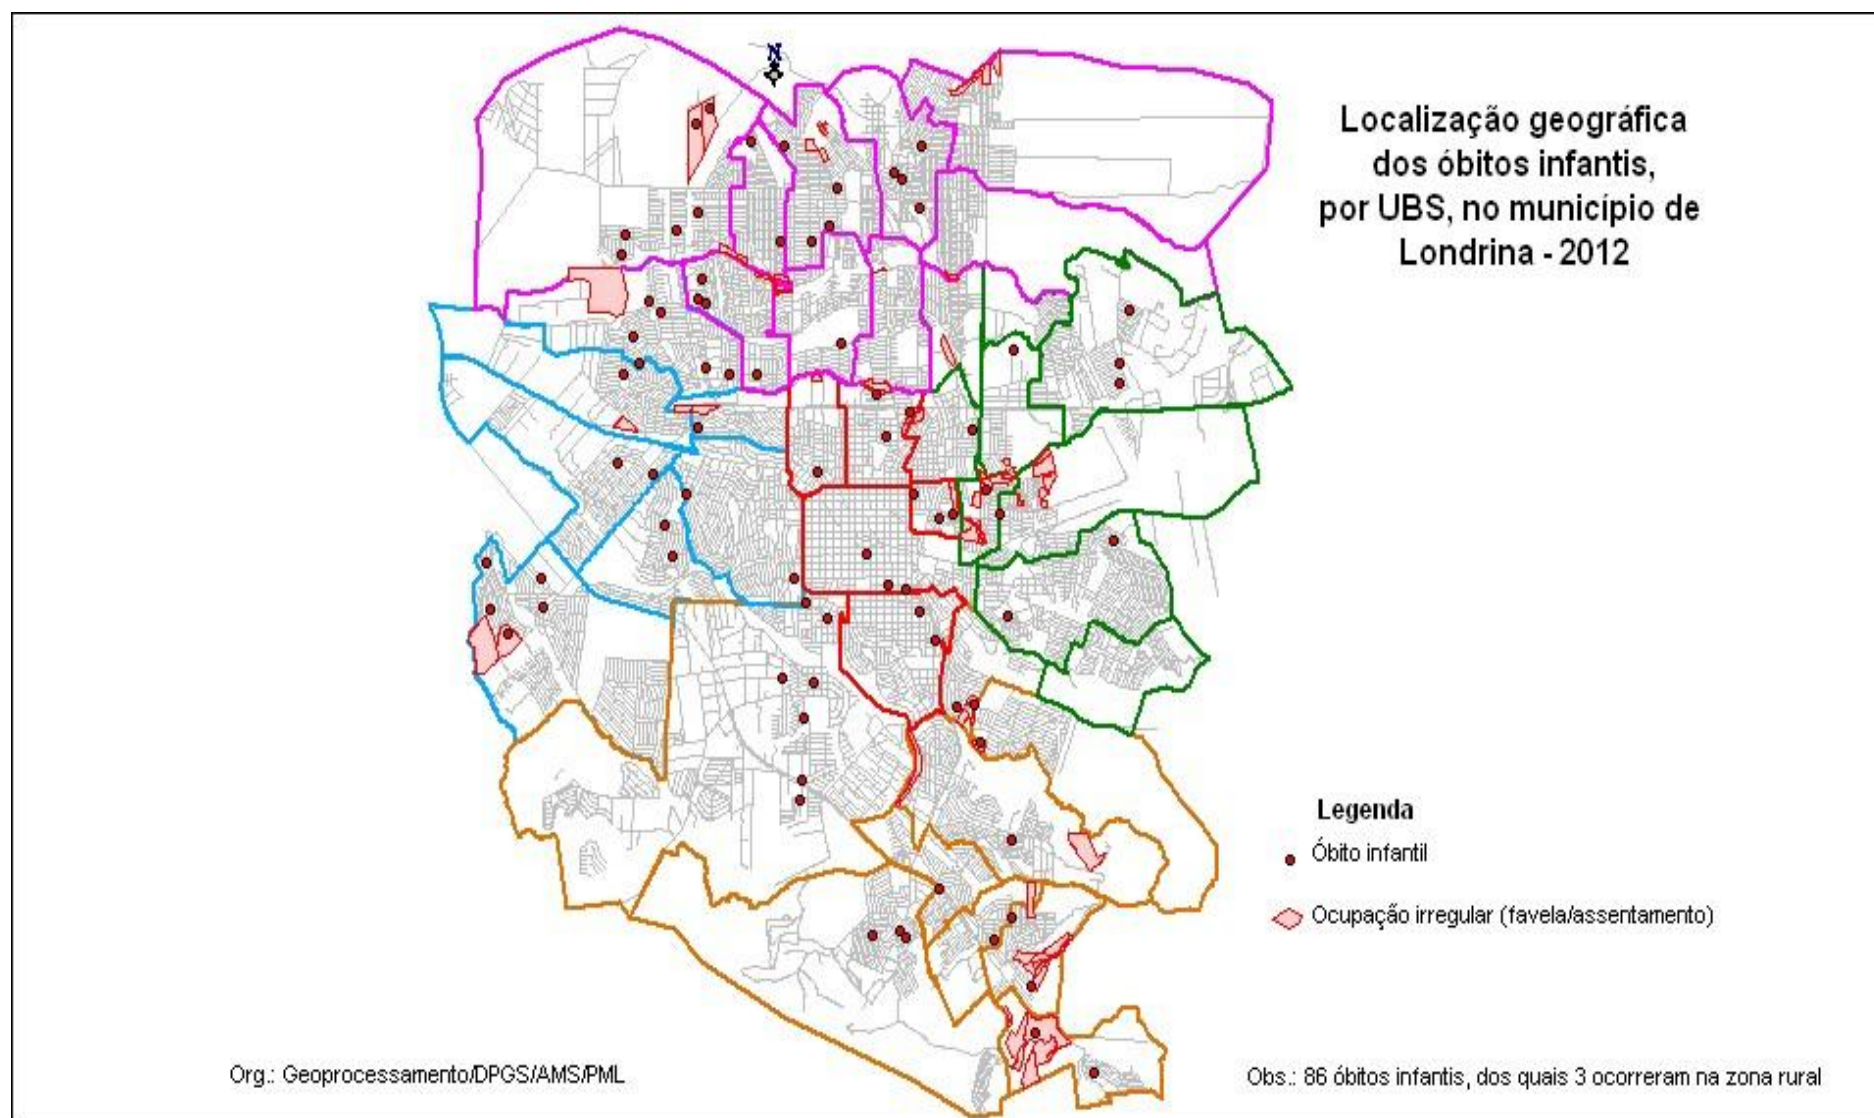 N
Localização geográfica
dos óbitos infantis,
por UBS, no município de
Londrina - 2012
Legenda
Óbito infantil
Ocupação irregular (favela/assentamento)
Org.: Geoprocessamento/DPGS/AMS/PML
Obs.: 86 óbitos infantis, dos quais 3 ocorreram na zona rural